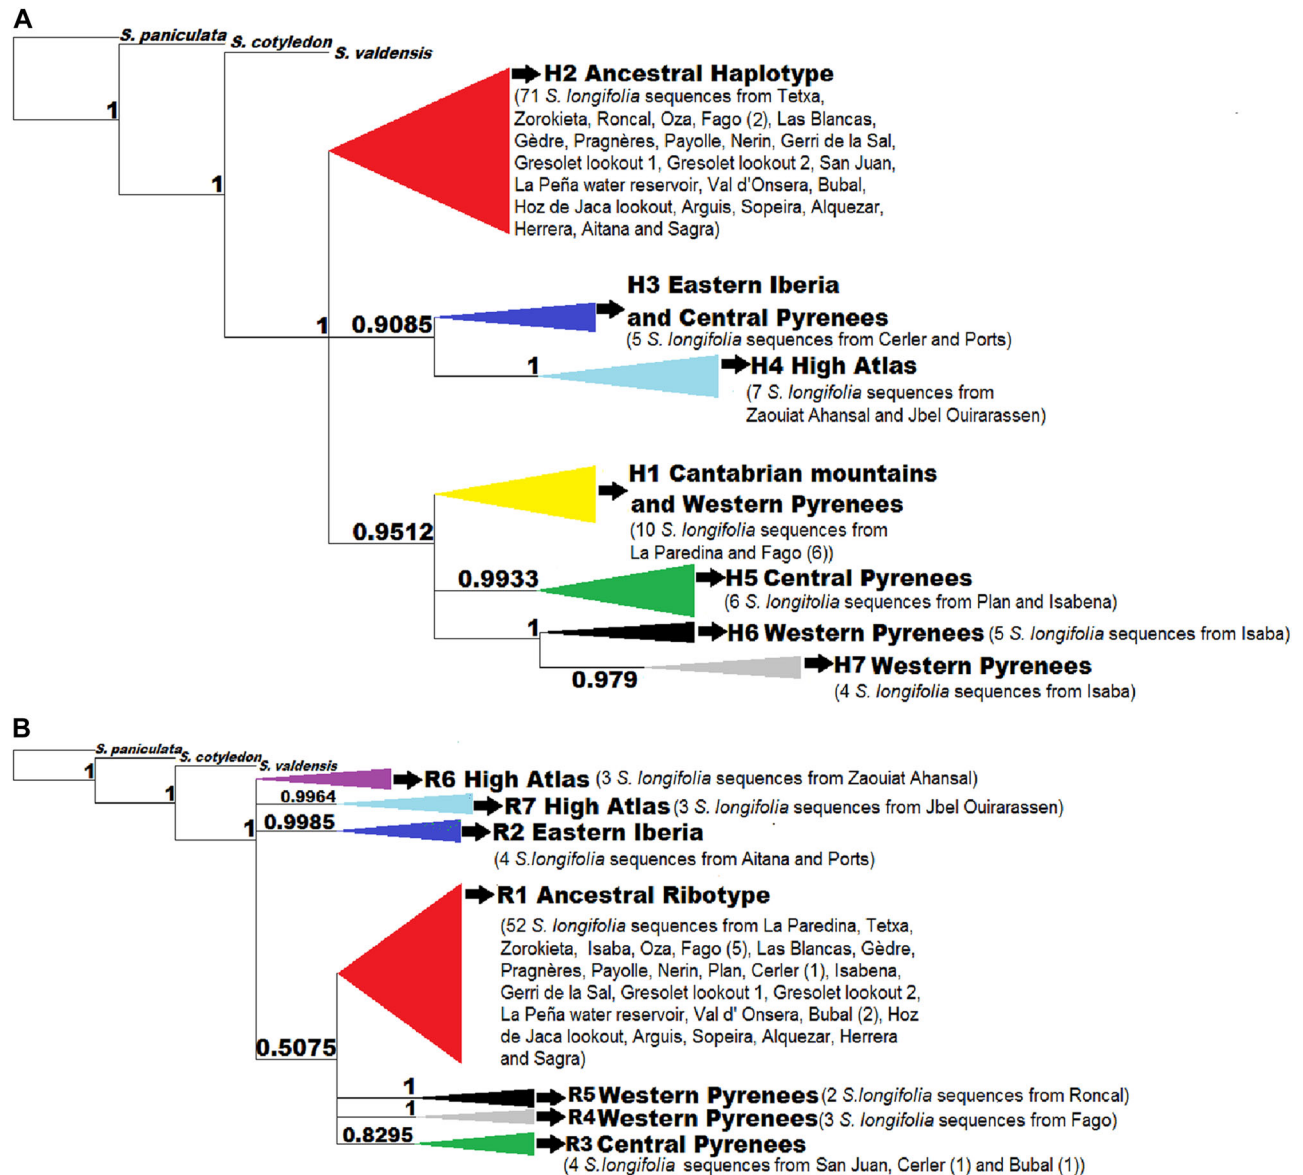 A
S. paniculata
S. cotyledon
S. valdensis
H2 Ancestral Haplotype
(71 S. longifolia sequences from Tetxa,
Zorokieta, Roncal, Oza, Fago (2), Las Blancas,
Gèdre, Pragnères, Payolle, Nerin, Gerri de la Sal,
Gresolet lookout 1, Gresolet lookout 2, San Juan,
La Peña water reservoir, Val d'Onsera, Bubal,
Hoz de Jaca lookout, Arguis, Sopeira, Alquezar,
Herrera, Aitana and Sagra)
1
1
1
0.9085
H3 Eastern Iberia
and Central Pyrenees
(5 S. longifolia sequences from Cerler and Ports)
1
H4 High Atlas
(7 S. longifolia sequences from
Zaouiat Ahansal and Jbel Ouirarassen)
H1 Cantabrian mountains
and Western Pyrenees
(10 S. longifolia sequences from
La Paredina and Fago (6))
0.9512
0.9933
H5 Central Pyrenees
(6 S. longitolia sequences from Plan and Isabena)
1
H6 Western Pyrenees (5 S. longifolia sequences from Isaba)
0.979
H7 Western Pyrenees
(4 S. longifolia sequences from Isaba)
B
S. paniculata
S. cotyledon
S. valdensis
1
1
1
R6 High Atlas (3 S. longifolia sequences from Zaouiat Ahansal)
0.9964
R7 High Atlas (3 S. longifolia sequences from Jbel Ouirarassen)
0.9985
R2 Eastern Iberia
(4 S.longifolia sequences from Aitana and Ports)
R1 Ancestral Ribotype
(52 S. longifolia sequences from La Paredina, Tetxa,
Zorokieta, Isaba, Oza, Fago (5), Las Blancas, Gèdre,
Pragnères, Payolle, Nerin, Plan, Cerler (1), Isabena,
Gerri de la Sal, Gresolet lookout 1, Gresolet lookout 2,
La Peña water reservoir, Val d' Onsera, Bubal (2), Hoz
de Jaca lookout, Arguis, Sopeira, Alquezar, Herrera
and Sagra)
0.5075
1
R5 Western Pyrenees (2 S.longifolia sequences from Roncal)
1
R4 Western Pyrenees (3 S. longifolia sequences from Fago)
0.8295
R3 Central Pyrenees
(4 S.longifolia sequences from San Juan, Cerler (1) and Bubal (1))